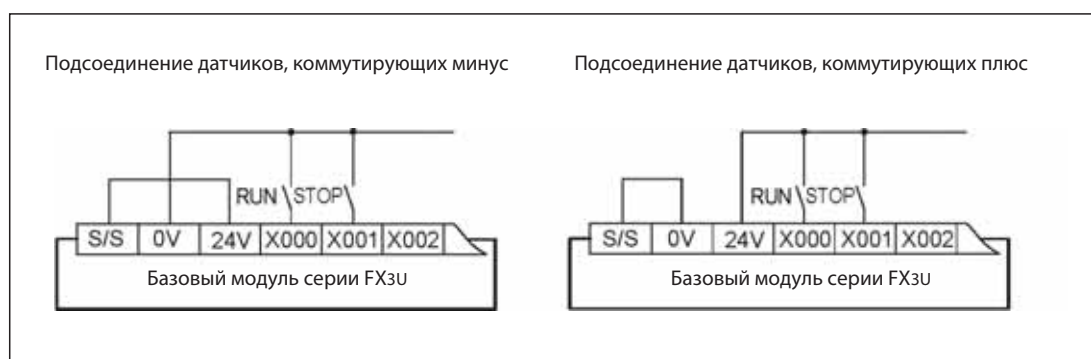 Подсоединение датчиков, коммутирующих минус
RUN STOP
S/S 0V 24V X000 X001 X002
Базовый модуль серии FX3U
Подсоединение датчиков, коммутирующих плюс
RUN STOP
S/S 0V 24V X000 X001 X002
Базовый модуль серии FX3U